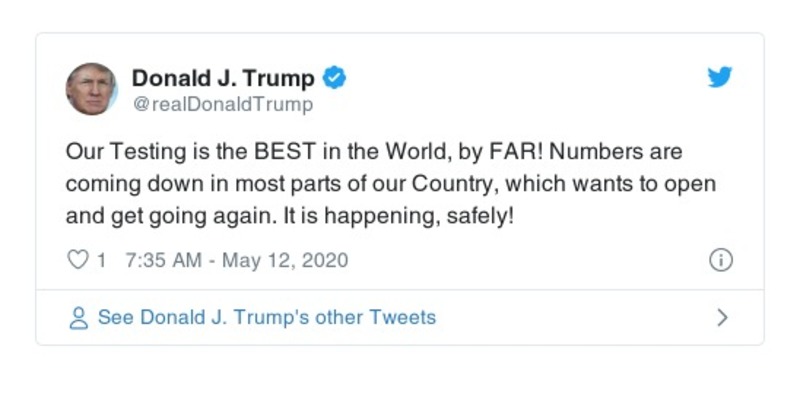 Donald J. Trump
@realDonaldTrump
Our Testing is the BEST in the World, by FAR! Numbers are
coming down in most parts of our Country, which wants to open
and get going again. It is happening, safely!
1 7:35 AM - May 12, 2020
See Donald J. Trump's other Tweets